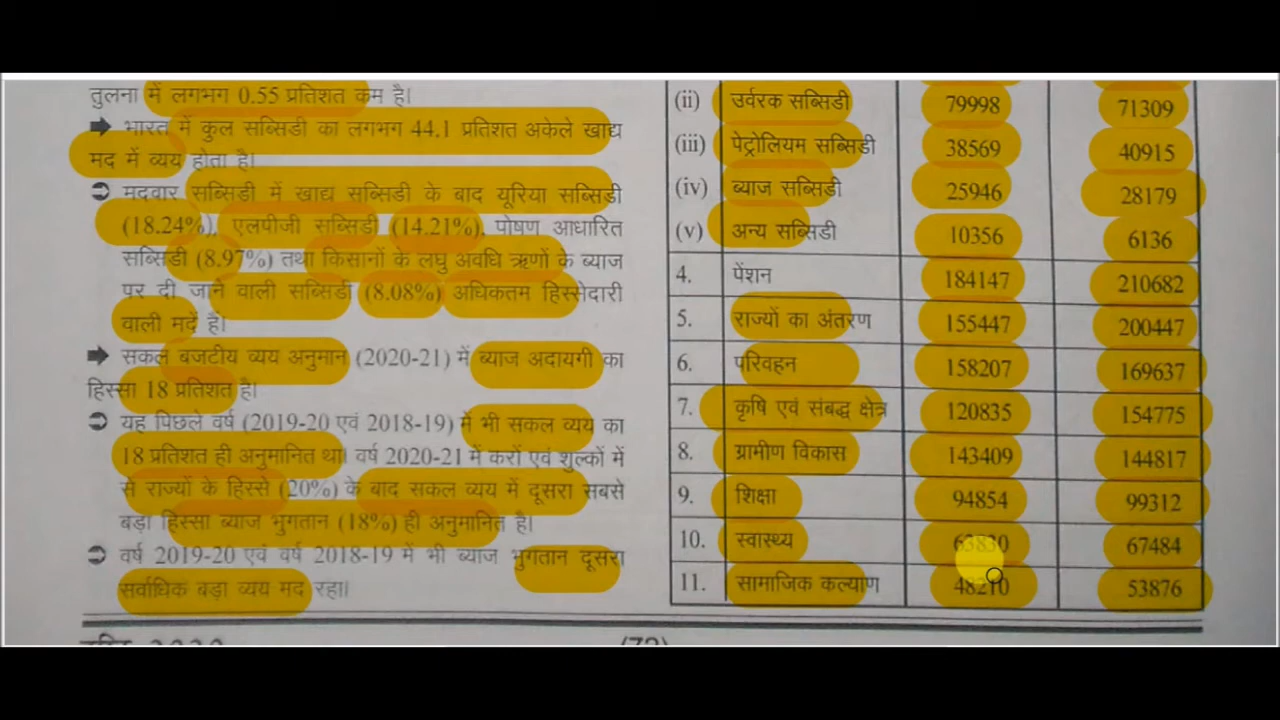 तुलना में लगभग 0.55 प्रतिशत कम है।
➡ भारत में कुल सब्सिडी का लगभग 44.1 प्रतिशत अकेले खाद्य
मद में व्यय होता है।
➲ मदवार सब्सिडी में खाद्य सब्सिडी के बाद यूरिया सब्सिडी
(18.24%), एलपीजी सब्सिडी (14.21%), पोषण आधारित
सब्सिडी (8.97%) तथा किसानों के लघु अवधि ऋणों के ब्याज
पर दी जाने वाली सब्सिडी (8.08%) अधिकतम हिस्सेदारी
वाली मदें हैं।
➡ सकल बजटीय व्यय अनुमान (2020-21) में ब्याज अदायगी का
हिस्सा 18 प्रतिशत है।
➲ यह पिछले वर्ष (2019-20 एवं 2018-19) में भी सकल व्यय का
18 प्रतिशत ही अनुमानित था। वर्ष 2020-21 में करों एवं शुल्कों में
से राज्यों के हिस्से (20%) के बाद सकल व्यय में दूसरा सबसे
बड़ा हिस्सा ब्याज भुगतान (18%) ही अनुमानित है।
➲ वर्ष 2019-20 एवं वर्ष 2018-19 में भी ब्याज भुगतान दूसरा
सर्वाधिक बड़ा व्यय मद रहा।
(ii) उर्वरक सब्सिडी 79998 71309
(iii) पेट्रोलियम सब्सिडी 38569 40915
(iv) ब्याज सब्सिडी 25946 28179
(v) अन्य सब्सिडी 10356 6136
4. पेंशन 184147 210682
5. राज्यों का अंतरण 155447 200447
6. परिवहन 158207 169637
7. कृषि एवं संबद्ध क्षेत्र 120835 154775
8. ग्रामीण विकास 143409 144817
9. शिक्षा 94854 99312
10. स्वास्थ्य 63830 67484
11. सामाजिक कल्याण 48210 53876